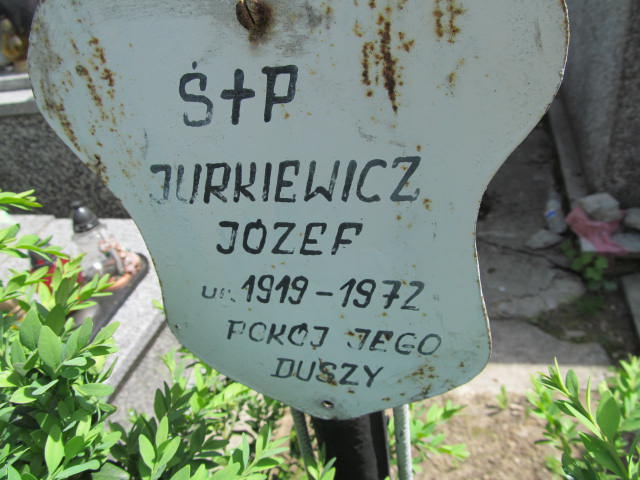 Ś†P
JURKIEWICZ
JÓZEF
ur. 1919-1972
POKÓJ JEGO
DUSZY